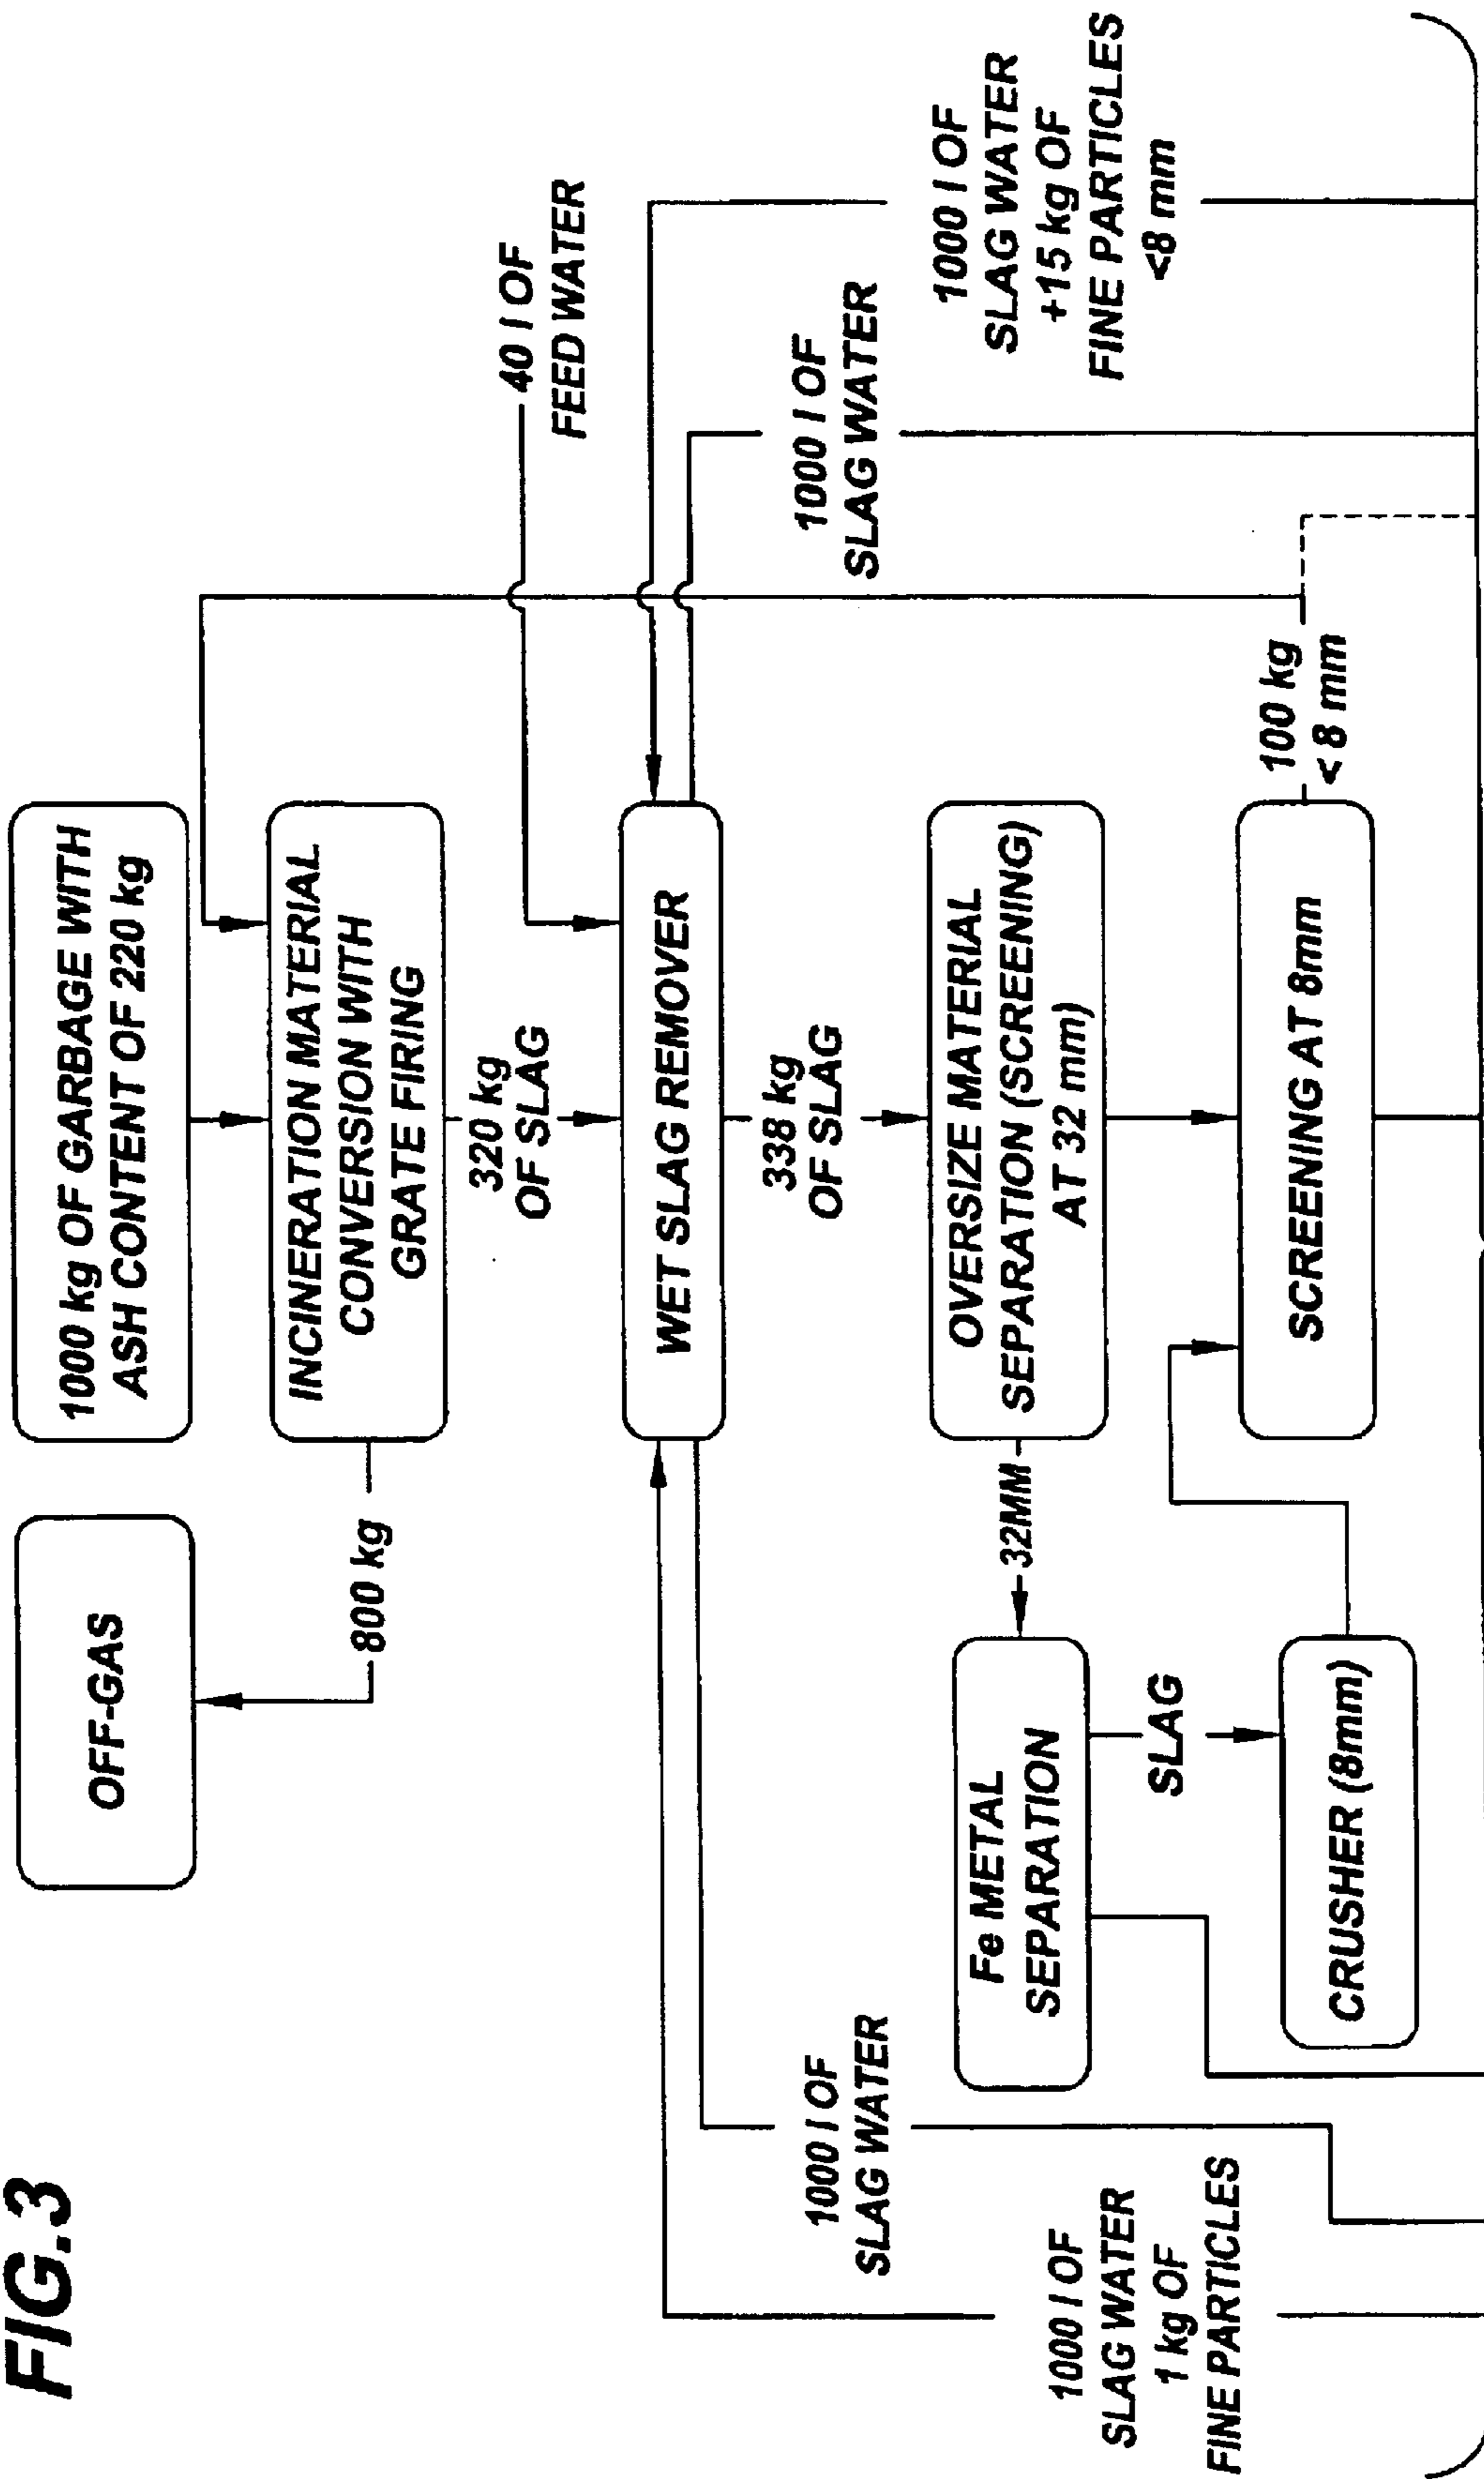 FIG.3
OFF-GAS
1000 kg OF GARBAGE WITH
ASH CONTENT OF 220 kg
800 kg
INCINERATION MATERIAL
CONVERSION WITH
GRATE FIRING
320 kg
OF SLAG
40 l OF
FEED WATER
WET SLAG REMOVER
338 kg
OF SLAG
1000 l OF
SLAG WATER
1000 l OF
SLAG WATER
1000 l OF
SLAG WATER
+15 kg OF
FINE PARTICLES
<8 mm
Fe METAL
SEPARATION
32MM
OVERSIZE MATERIAL
SEPARATION (SCREENING)
AT 32 mm)
SLAG
1000 l OF
SLAG WATER
1 kg OF
FINE PARTICLES
CRUSHER (8mm)
SCREENING AT 8mm
100 kg
< 8 mm